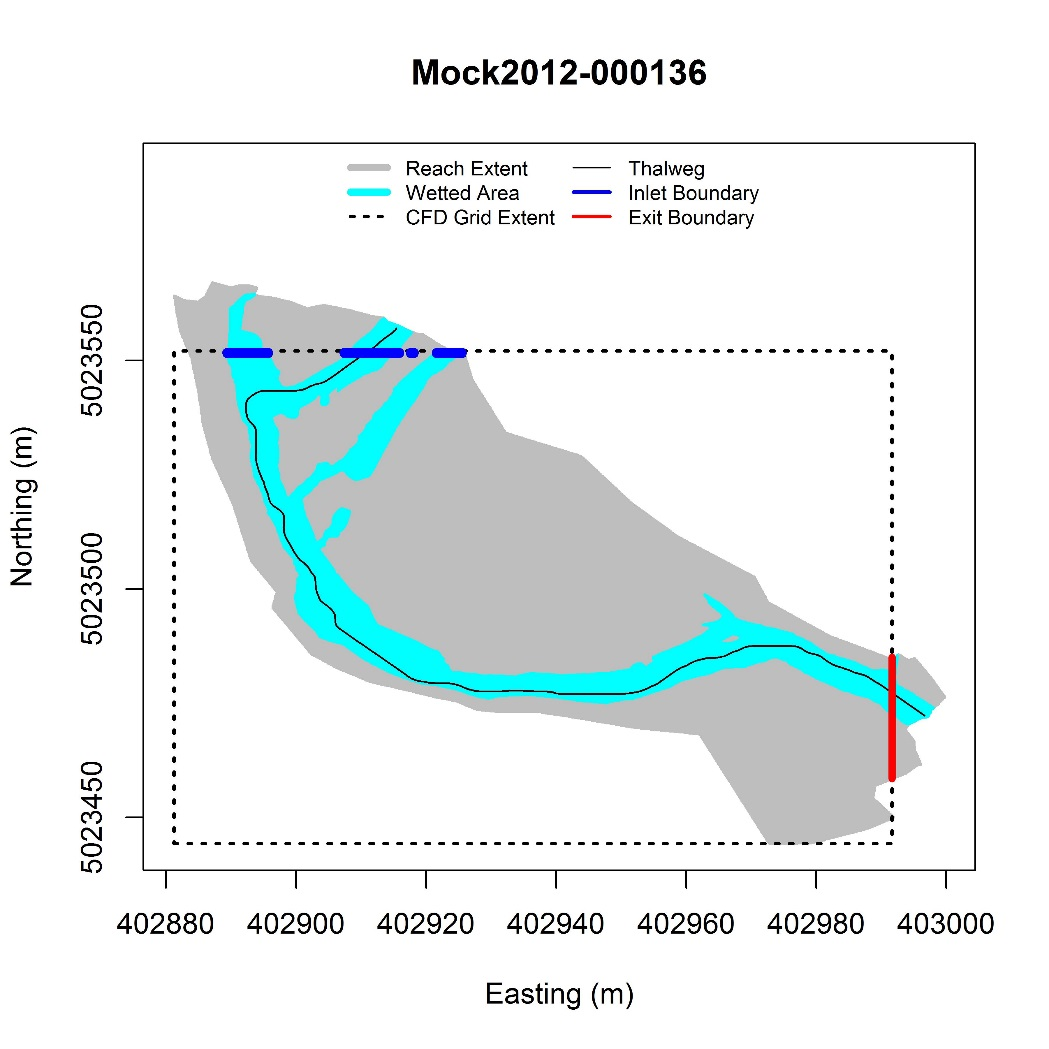 Mock2012-000136
Reach Extent
Wetted Area
CFD Grid Extent
Thalweg
Inlet Boundary
Exit Boundary
Northing (m)
5023550
5023500
5023450
402880 402900 402920 402940 402960 402980 403000
Easting (m)